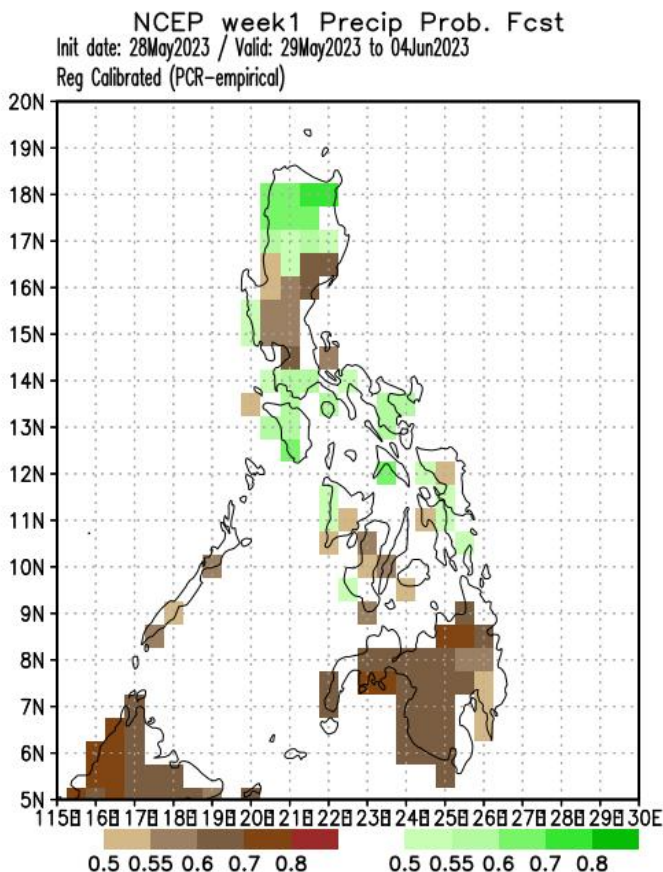 NCEP week1 Precip Prob. Fcst
Init date: 28May2023 / Valid: 29May2023 to 04Jun2023
Reg Calibrated (PCR-empirical)
20N
19N
18N
17N
16N
15N
14N
13N
12N
11N
10N
9N
8N
7N
6N
5N
115E 116E 117E 118E 119E 120E 121E 122E 123E 124E 125E 126E 127E 128E 129E 130E
0.5 0.55 0.6 0.7 0.8 0.5 0.55 0.6 0.7 0.8